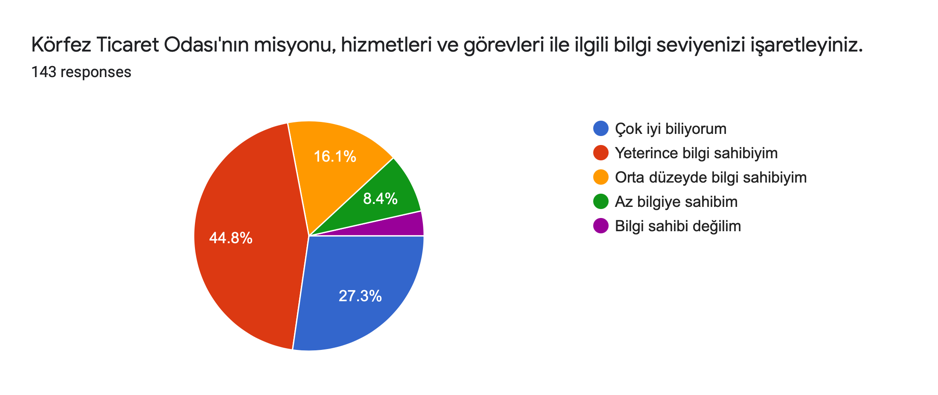 Körfez Ticaret Odası'nın misyonu, hizmetleri ve görevleri ile ilgili bilgi seviyenizi işaretleyiniz.
143 responses
16.1%
8.4%
44.8%
27.3%
Çok iyi biliyorum
Yeterince bilgi sahibiyim
Orta düzeyde bilgi sahibiyim
Az bilgiye sahibim
Bilgi sahibi değilim